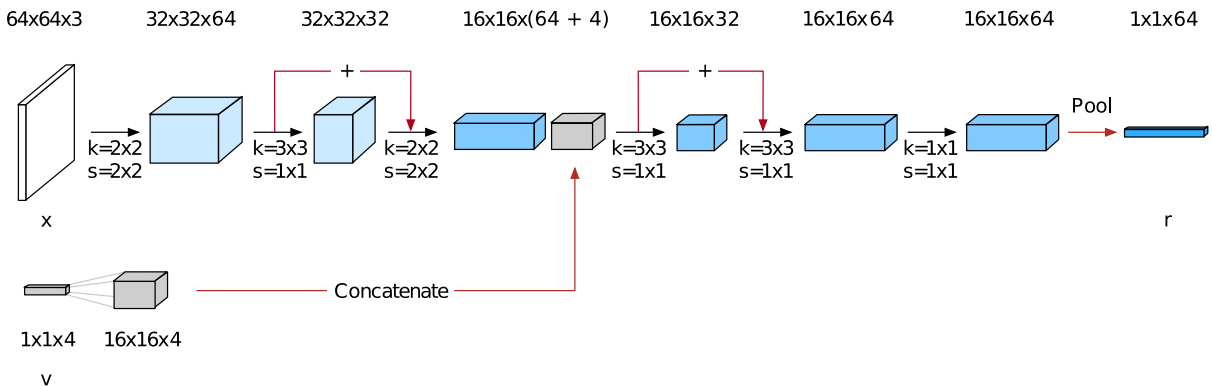 64x64x3 32x32x64 32x32x32 16x16x(64 + 4) 16x16x32 16x16x64 16x16x64 1x1x64
+ +
Pool
k=2x2 k=3x3 k=2x2 k=3x3 k=3x3 k=1x1
s=2x2 s=1x1 s=2x2 s=1x1 s=1x1 s=1x1
x r
Concatenate
1x1x4 16x16x4
v